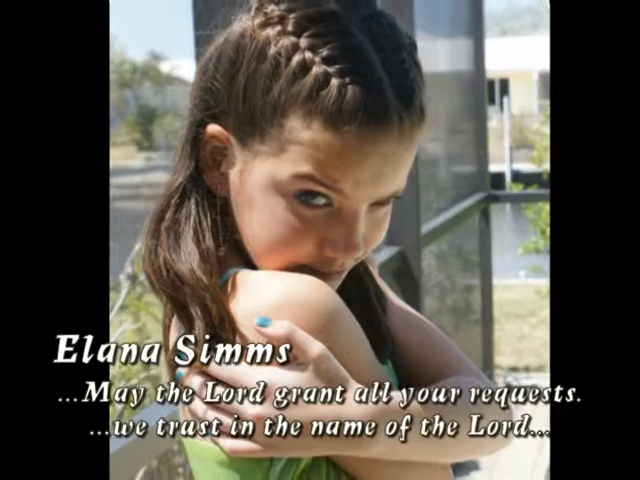 Elana Simms
...May the Lord grant all your requests.
...we trust in the name of the Lord...